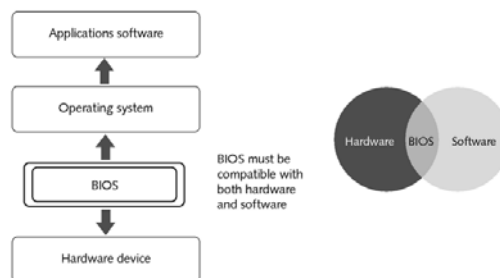 Applications software
Operating system
BIOS
Hardware device
BIOS must be
compatible with
both hardware
and software
Hardware
BIOS
Software